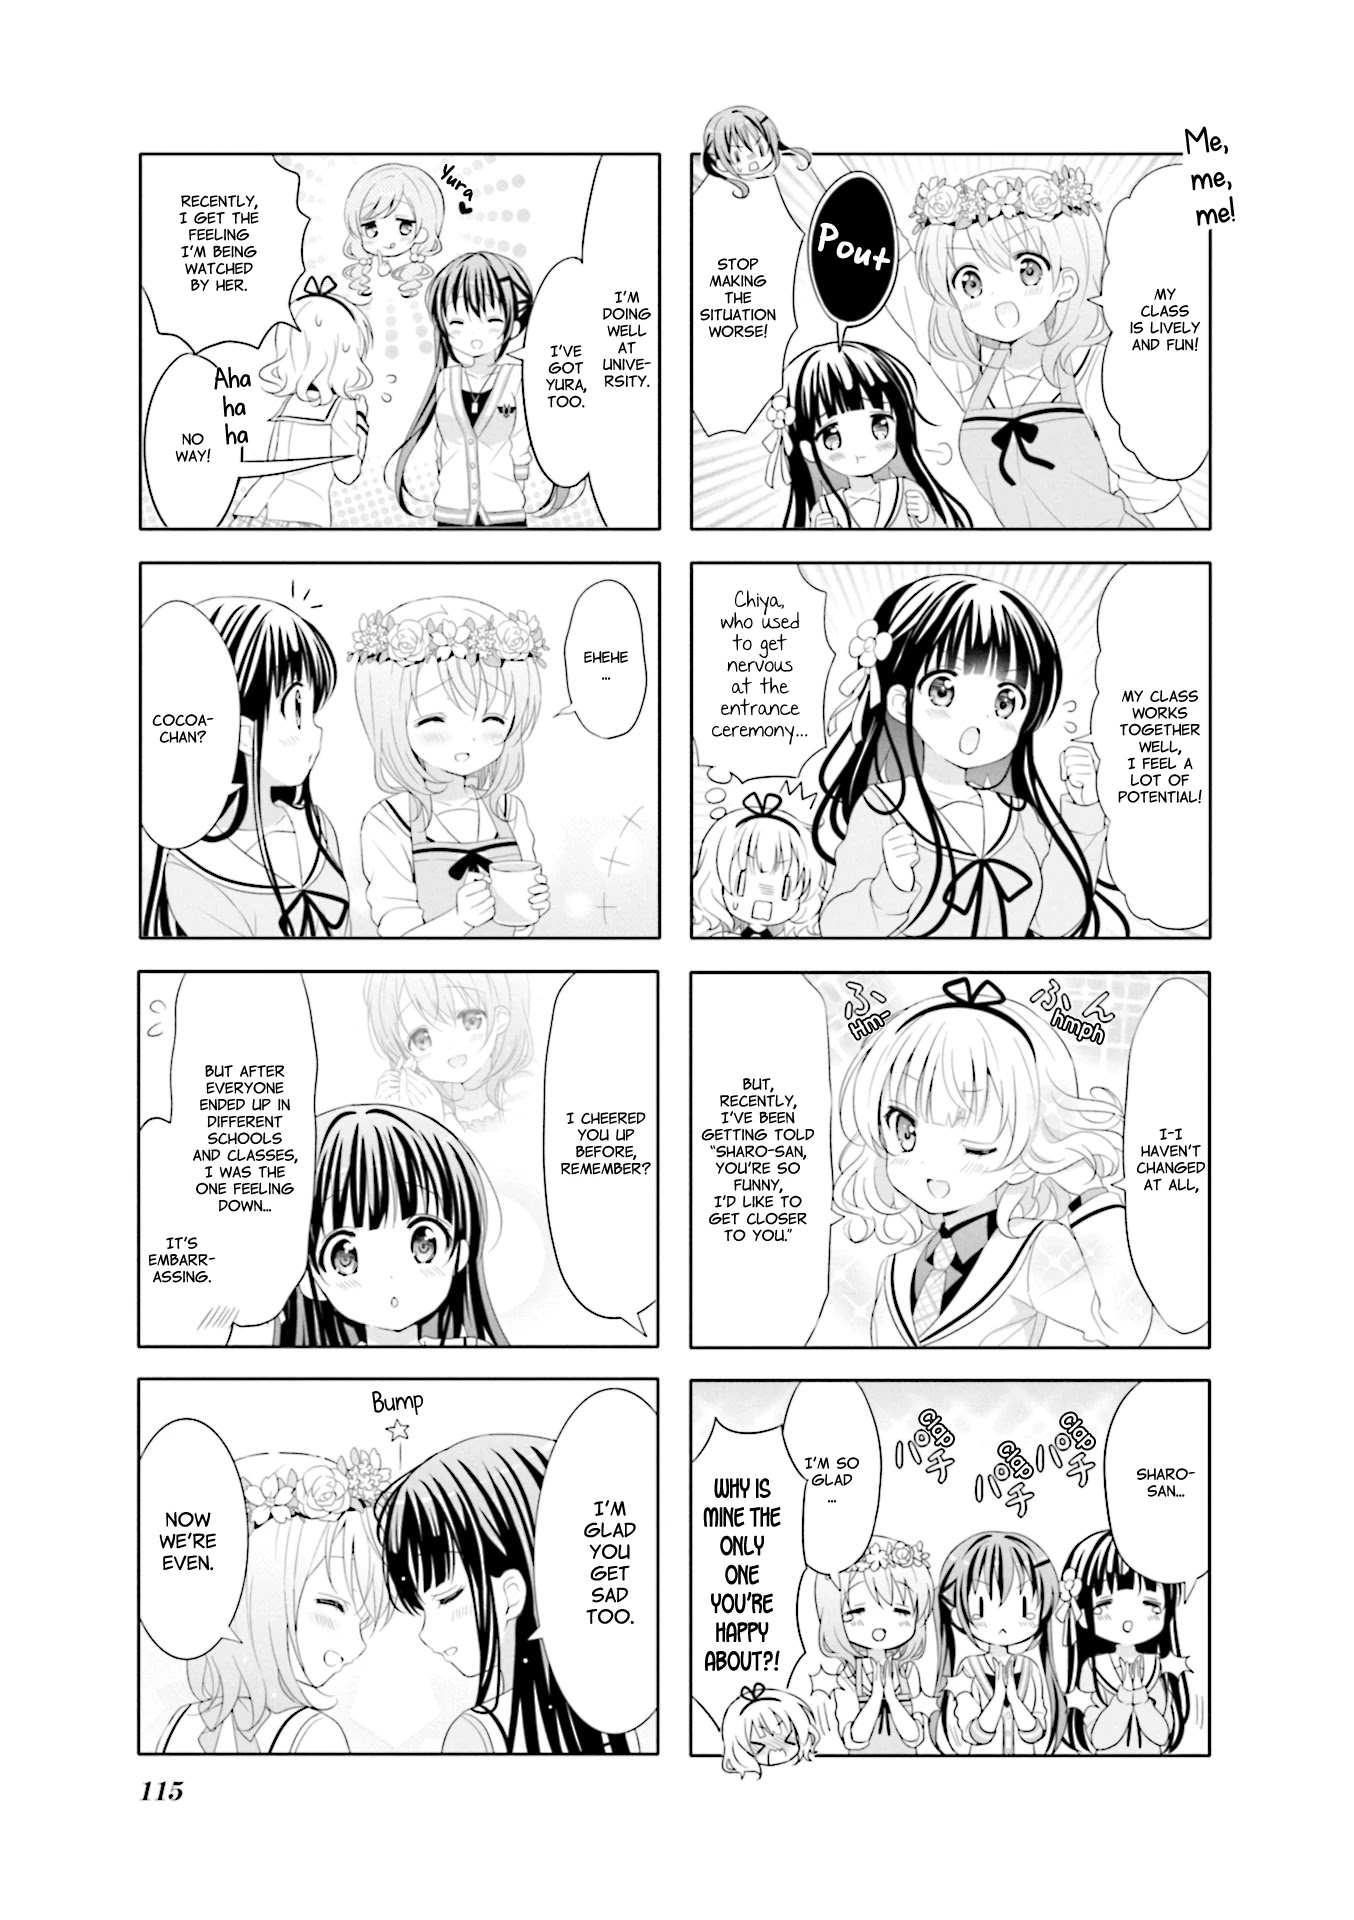 Me,
me,
me!
MY
CLASS
IS LIVELY
AND FUN!
Pout
STOP
MAKING
THE
SITUATION
WORSE!
MY CLASS
WORKS
TOGETHER
WELL,
I FEEL A
LOT OF
POTENTIAL!
Chiya,
who used
to get
nervous
at the
entrance
ceremony...
I-I
HAVEN'T
CHANGED
AT ALL,
ふん
hmph
ふ
Hm-
BUT,
RECENTLY,
I'VE BEEN
GETTING TOLD
"SHARO-SAN,
YOU'RE SO
FUNNY,
I'D LIKE TO
GET CLOSER
TO YOU."
SHARO-
SAN...
Clap
パチ
Clap
パチ
Clap
パチ
I'M SO
GLAD
...
WHY IS
MINE THE
ONLY
ONE
YOU'RE
HAPPY
ABOUT?!
I'M
DOING
WELL
AT
UNIVE-
RSITY.
I'VE
GOT
YURA,
TOO.
Yura
RECENTLY,
I GET THE
FEELING
I'M BEING
WATCHED
BY HER.
Aha
ha
ha
NO
WAY!
EHEHE
...
COCOA-
CHAN?
I CHEERED
YOU UP
BEFORE,
REMEMBER?
BUT AFTER
EVERYONE
ENDED UP IN
DIFFERENT
SCHOOLS
AND CLASSES,
I WAS THE
ONE FEELING
DOWN...
IT'S
EMBARR-
ASSING.
Bump
I'M
GLAD
YOU
GET
SAD
TOO.
NOW
WE'RE
EVEN.
115